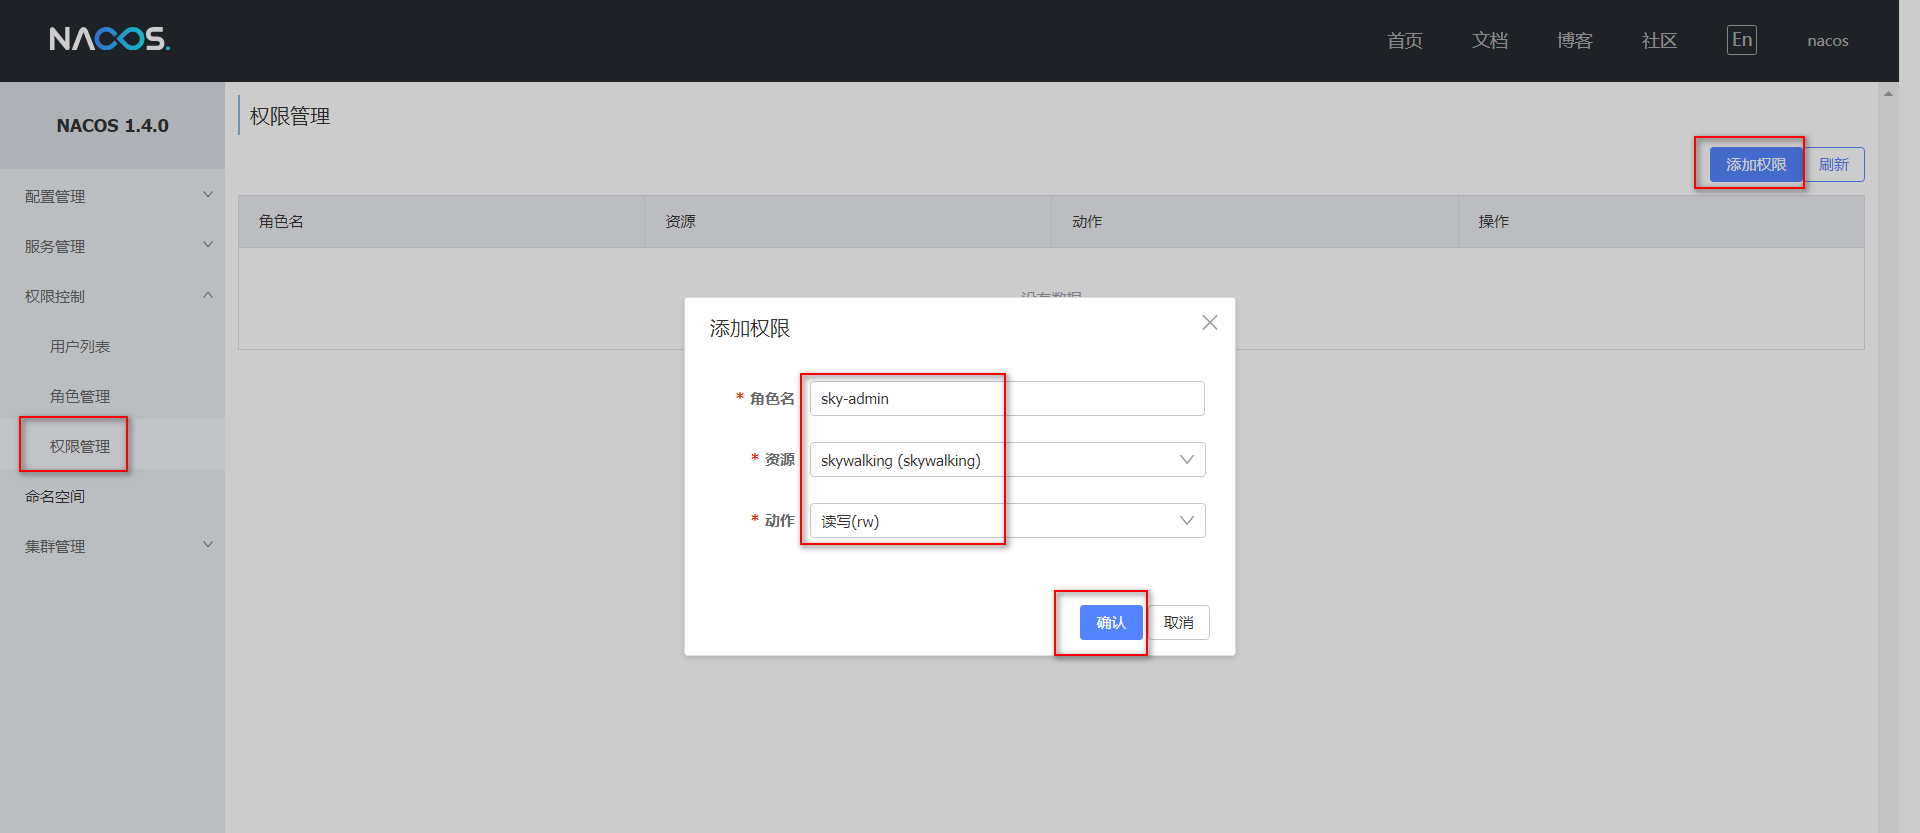 NACOS.
首页 文档 博客 社区 En nacos
NACOS 1.4.0
配置管理
服务管理
权限控制
用户列表
角色管理
权限管理
命名空间
集群管理
权限管理
添加权限 刷新
角色名 资源 动作 操作
没有数据
添加权限
* 角色名 sky-admin
* 资源 skywalking (skywalking)
* 动作 读写(rw)
确认 取消